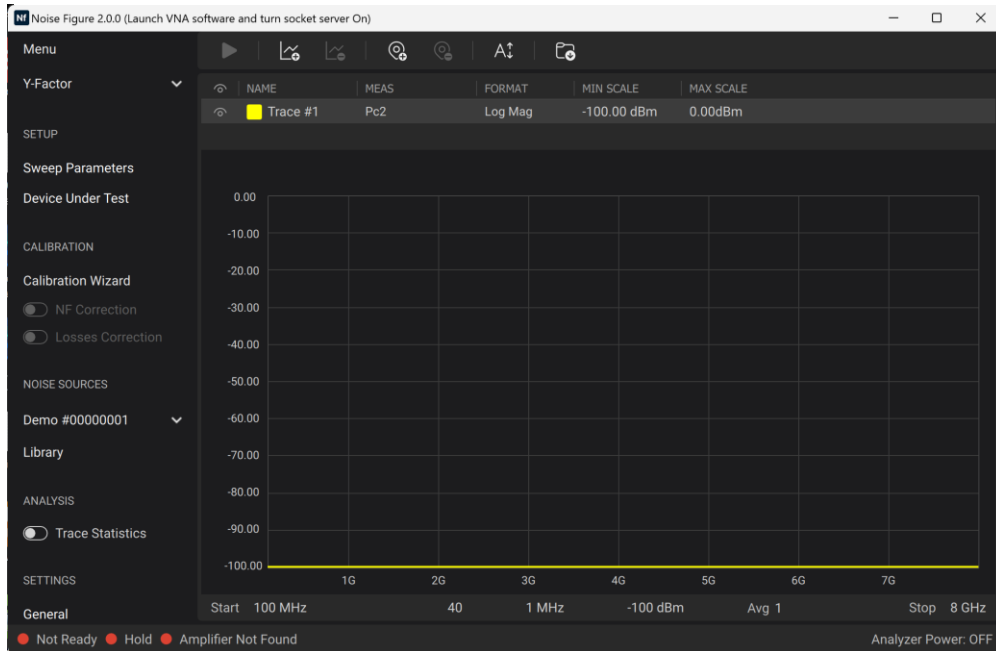 Nf Noise Figure 2.0.0 (Launch VNA software and turn socket server On)
Menu
Y-Factor
SETUP
Sweep Parameters
Device Under Test
CALIBRATION
Calibration Wizard
NF Correction
Losses Correction
NOISE SOURCES
Demo #00000001
Library
ANALYSIS
Trace Statistics
SETTINGS
General
A
NAME MEAS FORMAT MIN SCALE MAX SCALE
Trace #1 Pc2 Log Mag -100.00 dBm 0.00dBm
0.00
-10.00
-20.00
-30.00
-40.00
-50.00
-60.00
-70.00
-80.00
-90.00
-100.00
1G 2G 3G 4G 5G 6G 7G
Start 100 MHz 40 1 MHz -100 dBm Avg 1 Stop 8 GHz
Not Ready Hold Amplifier Not Found Analyzer Power: OFF